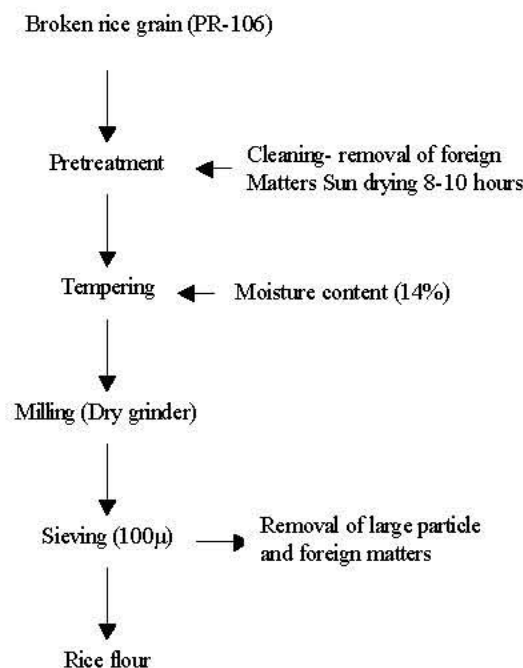 Broken rice grain (PR-106)
Pretreatment
Cleaning- removal of foreign
Matters Sun drying 8-10 hours
Tempering
Moisture content (14%)
Milling (Dry grinder)
Sieving (100μ)
Removal of large particle
and foreign matters
Rice flour